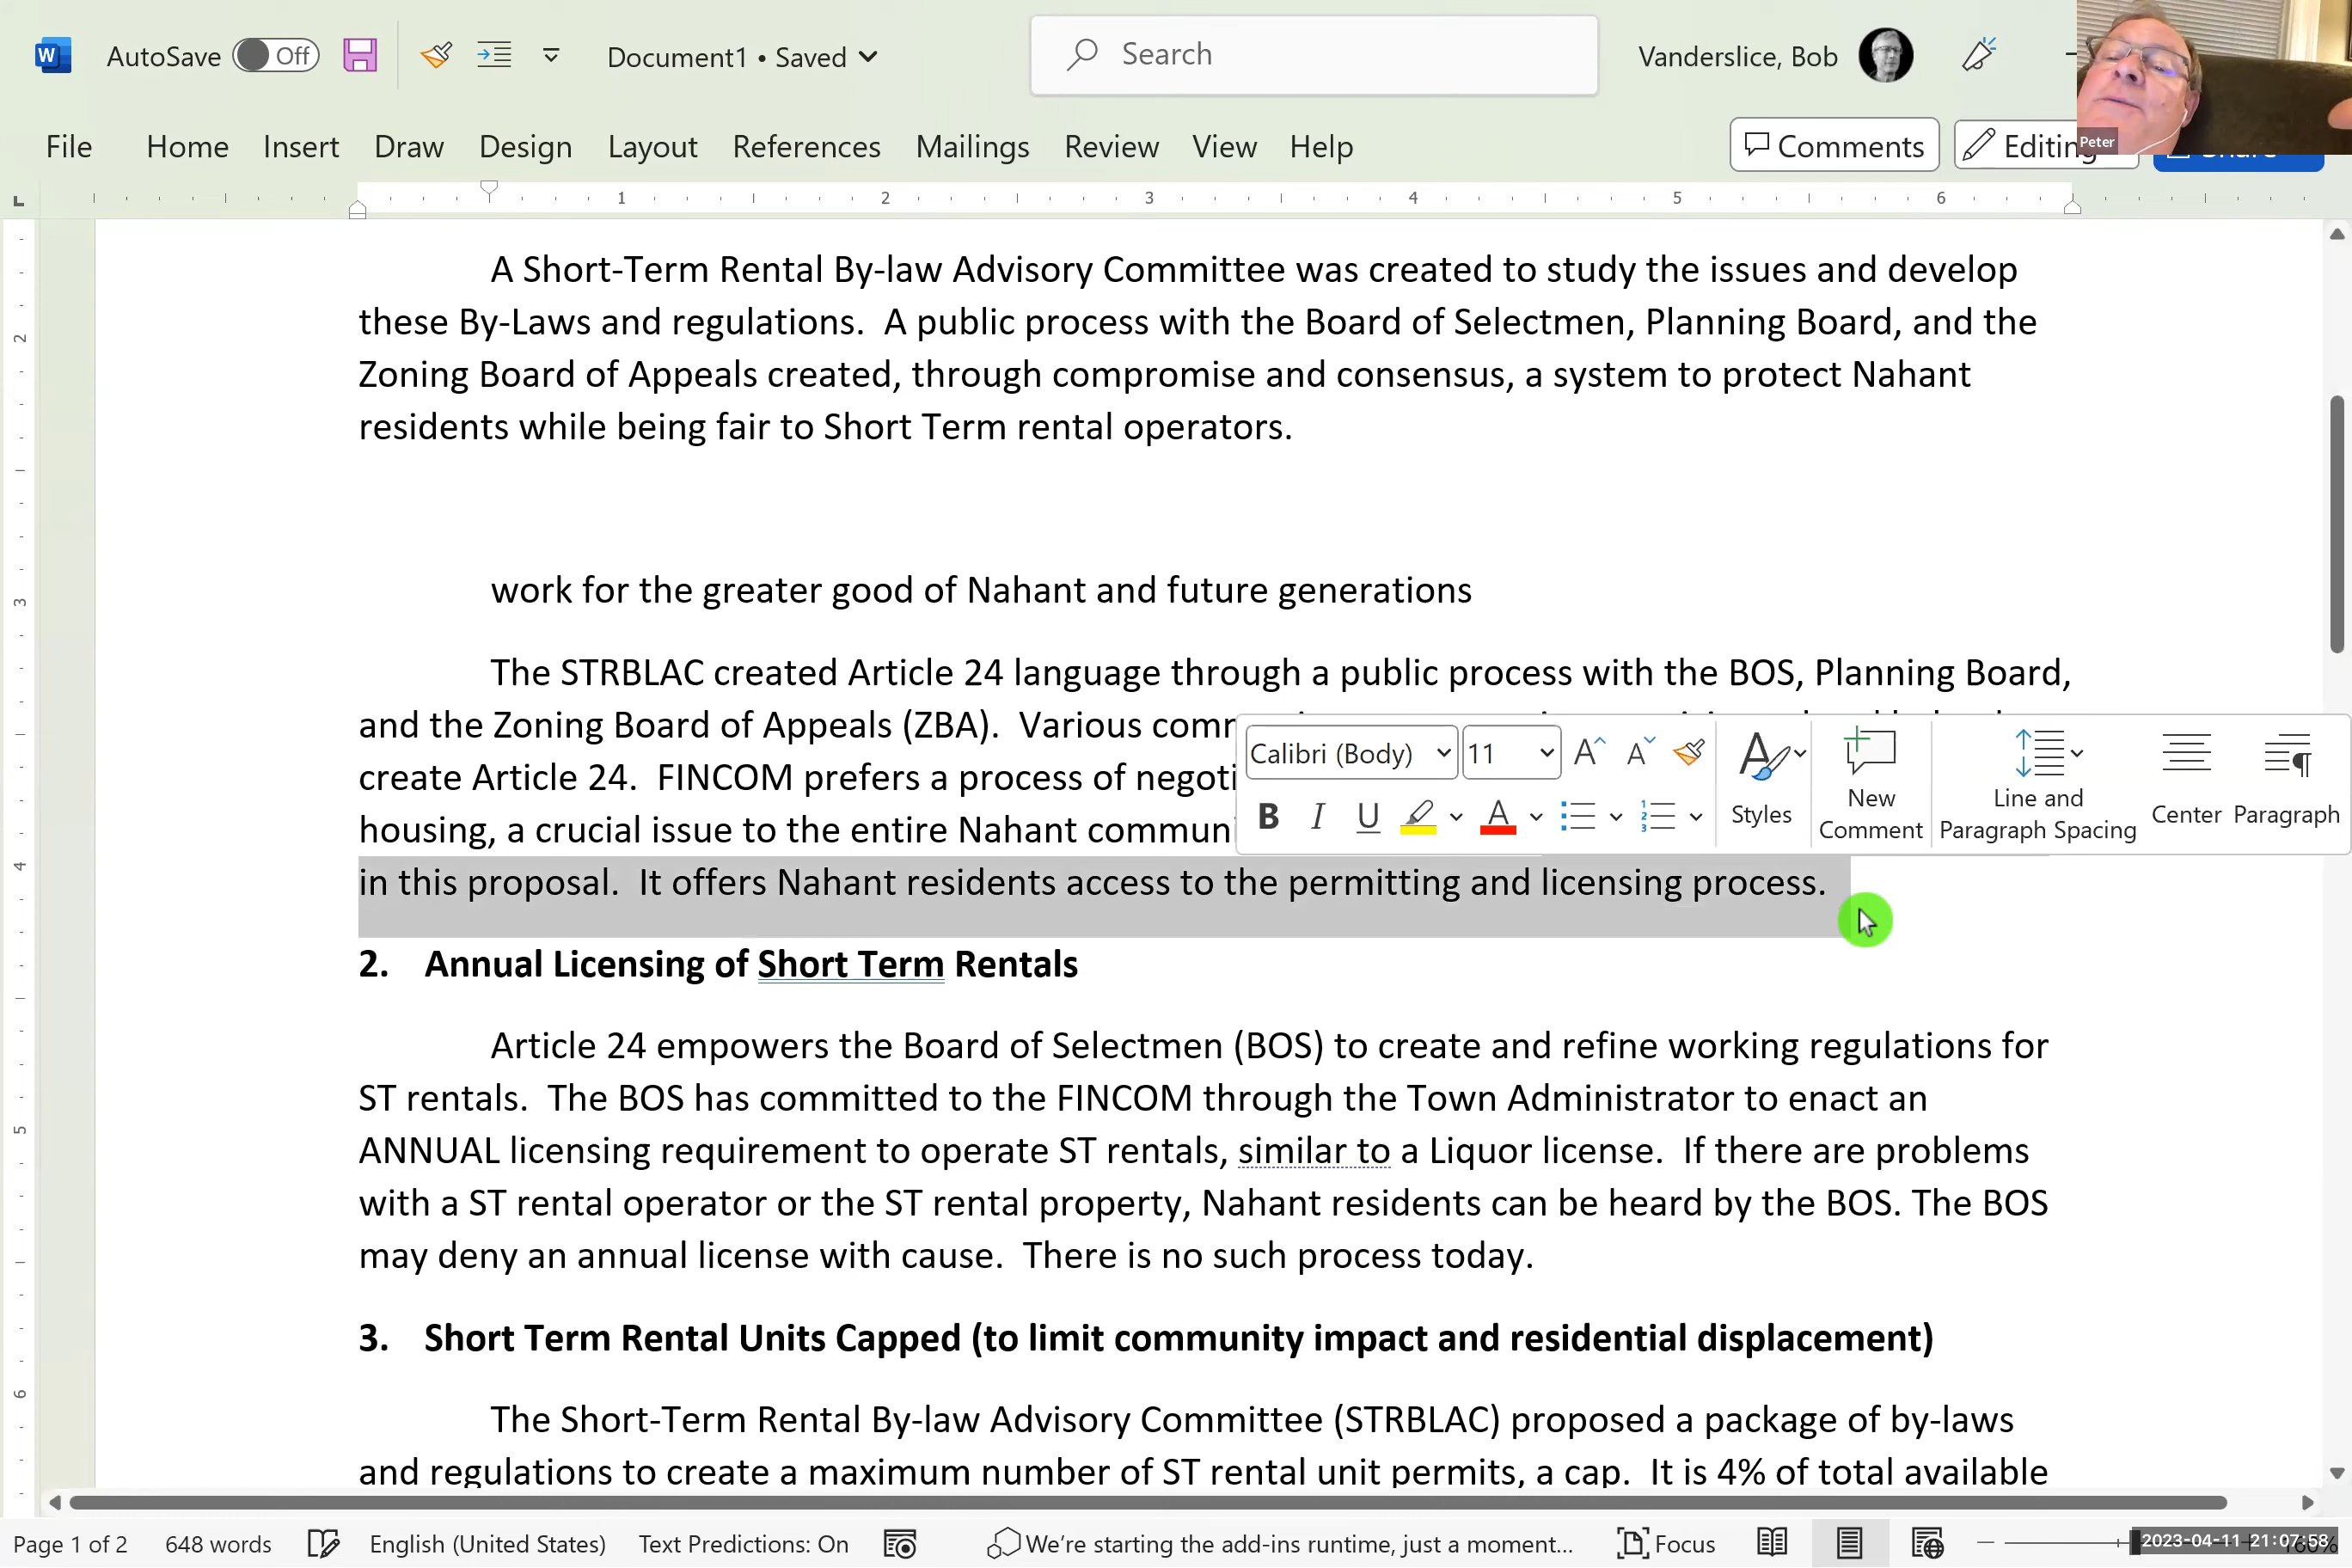 AutoSave Off Document1 • Saved Search Vanderslice, Bob
File Home Insert Draw Design Layout References Mailings Review View Help Comments Editing
Peter
1 2 3 4 5 6
A Short-Term Rental By-law Advisory Committee was created to study the issues and develop
these By-Laws and regulations.  A public process with the Board of Selectmen, Planning Board, and the
Zoning Board of Appeals created, through compromise and consensus, a system to protect Nahant
residents while being fair to Short Term rental operators.
work for the greater good of Nahant and future generations
The STRBLAC created Article 24 language through a public process with the BOS, Planning Board,
and the Zoning Board of Appeals (ZBA).  Various
create Article 24.  FINCOM prefers a process of
housing, a crucial issue to the entire Nahant
Calibri (Body) 11
Styles New Comment Line and Paragraph Spacing Center Paragraph
in this proposal.  It offers Nahant residents access to the permitting and licensing process.
2. Annual Licensing of Short Term Rentals
Article 24 empowers the Board of Selectmen (BOS) to create and refine working regulations for
ST rentals.  The BOS has committed to the FINCOM through the Town Administrator to enact an
ANNUAL licensing requirement to operate ST rentals, similar to a Liquor license.  If there are problems
with a ST rental operator or the ST rental property, Nahant residents can be heard by the BOS. The BOS
may deny an annual license with cause.  There is no such process today.
3. Short Term Rental Units Capped (to limit community impact and residential displacement)
The Short-Term Rental By-law Advisory Committee (STRBLAC) proposed a package of by-laws
and regulations to create a maximum number of ST rental unit permits, a cap.  It is 4% of total available
Page 1 of 2 648 words English (United States) Text Predictions: On We're starting the add-ins runtime, just a moment... Focus 2023-04-11 21:07:58